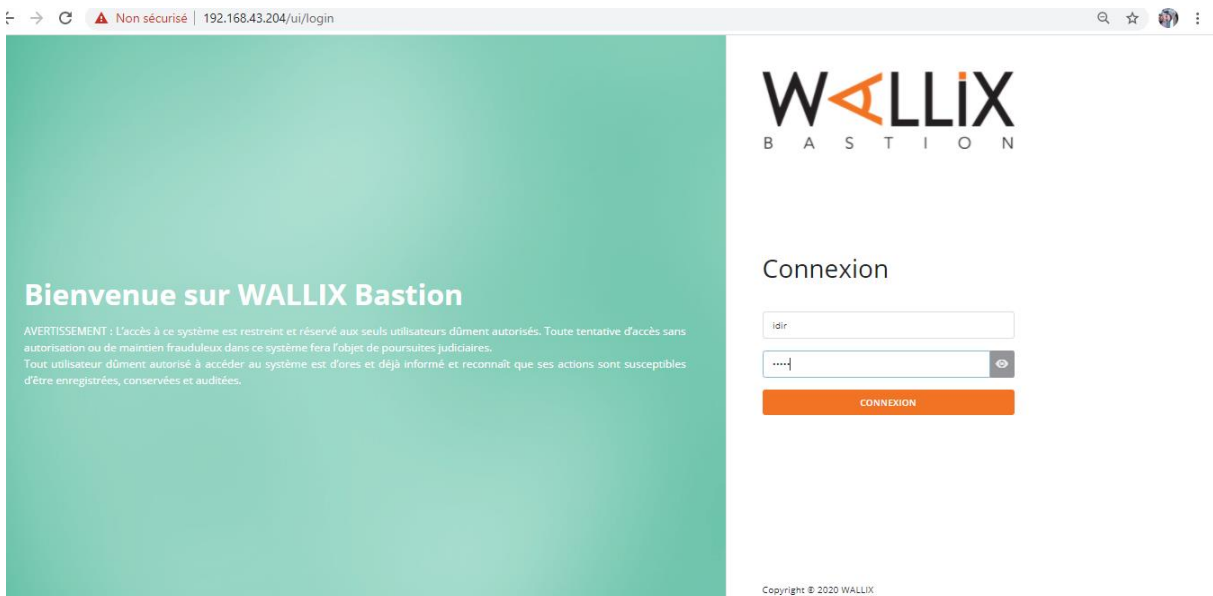 Non sécurisé | 192.168.43.204/ui/login
WALLiX
BASTION
Bienvenue sur WALLIX Bastion
AVERTISSEMENT : L'accès à ce système est restreint et réservé aux seuls utilisateurs dûment autorisés. Toute tentative d'accès sans
autorisation ou de maintien frauduleux dans ce système fera l'objet de poursuites judiciaires.
Tout utilisateur dûment autorisé à accéder au système est d'ores et déjà informé et reconnaît que ses actions sont susceptibles
d'être enregistrées, conservées et auditées.
Connexion
idir
•••••
CONNEXION
Copyright © 2020 WALLIX